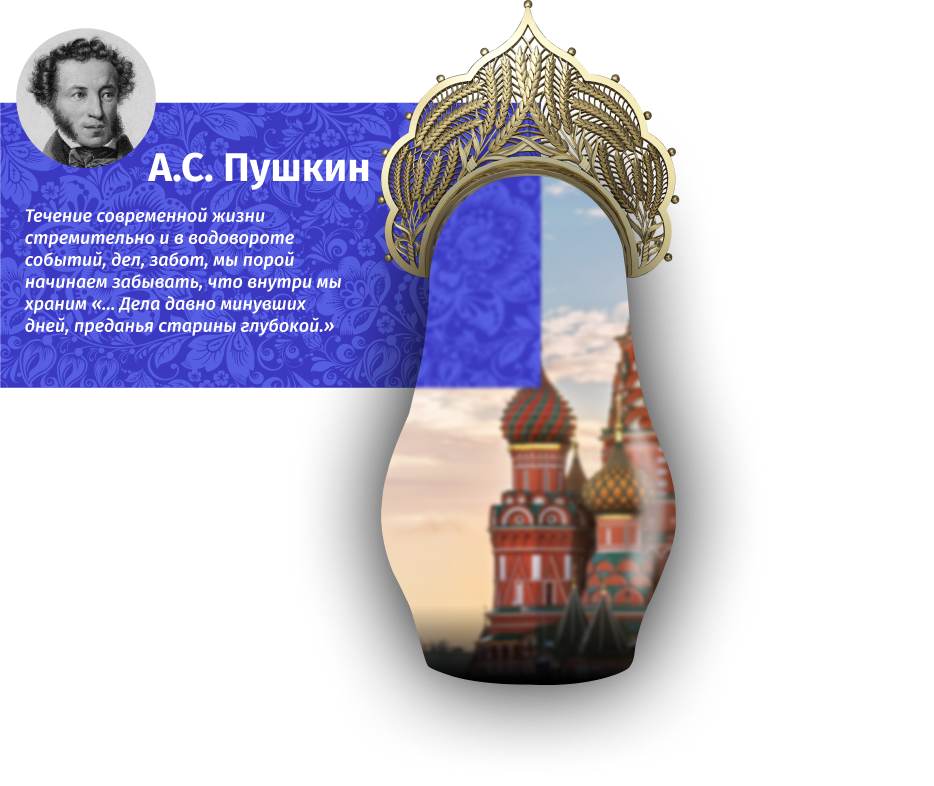 А.С. Пушкин
Течение современной жизни
стремительно и в водовороте
событий, дел, забот, мы порой
начинаем забывать, что внутри мы
храним «... Дела давно минувших
дней, преданья старины глубокой.»